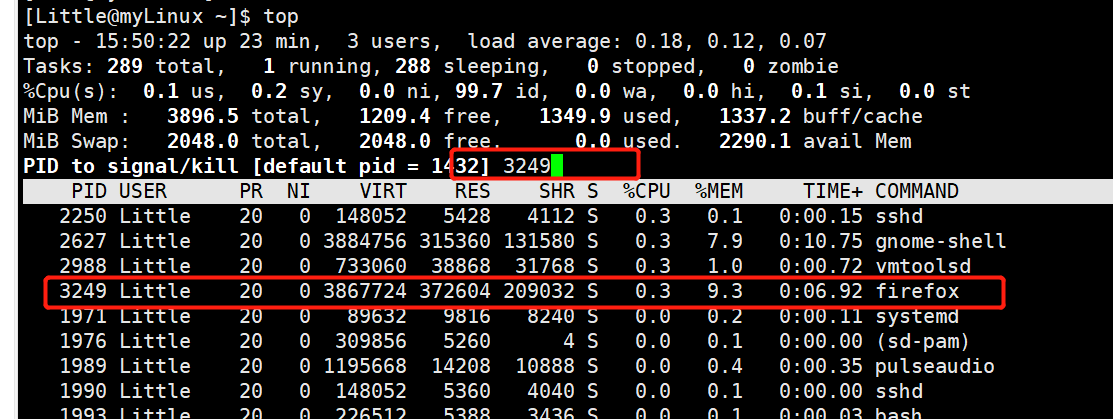 [Little@myLinux ~]$ top
top - 15:50:22 up 23 min,  3 users,  load average: 0.18, 0.12, 0.07
Tasks: 289 total,   1 running, 288 sleeping,   0 stopped,   0 zombie
%Cpu(s):  0.1 us,  0.2 sy,  0.0 ni, 99.7 id,  0.0 wa,  0.0 hi,  0.1 si,  0.0 st
MiB Mem :   3896.5 total,   1209.4 free,   1349.9 used,   1337.2 buff/cache
MiB Swap:   2048.0 total,   2048.0 free,      0.0 used.   2290.1 avail Mem
PID to signal/kill [default pid = 1432] 3249
PID USER      PR  NI    VIRT    RES    SHR S  %CPU  %MEM     TIME+ COMMAND
2250 Little    20   0  148052   5428   4112 S   0.3   0.1   0:00.15 sshd
2627 Little    20   0 3884756 315360 131580 S   0.3   7.9   0:10.75 gnome-shell
2988 Little    20   0  733060  38868  31768 S   0.3   1.0   0:00.72 vmtoolsd
3249 Little    20   0 3867724 372604 209032 S   0.3   9.3   0:06.92 firefox
1971 Little    20   0   89632   9816   8240 S   0.0   0.2   0:00.11 systemd
1976 Little    20   0  309856   5260      4 S   0.0   0.1   0:00.00 (sd-pam)
1989 Little    20   0 1195668  14208  10888 S   0.0   0.4   0:00.35 pulseaudio
1990 Little    20   0  148052   5360   4040 S   0.0   0.1   0:00.00 sshd
1993 Little    20   0  226512   5388   3436 S   0.0   0.1   0:00.03 bash